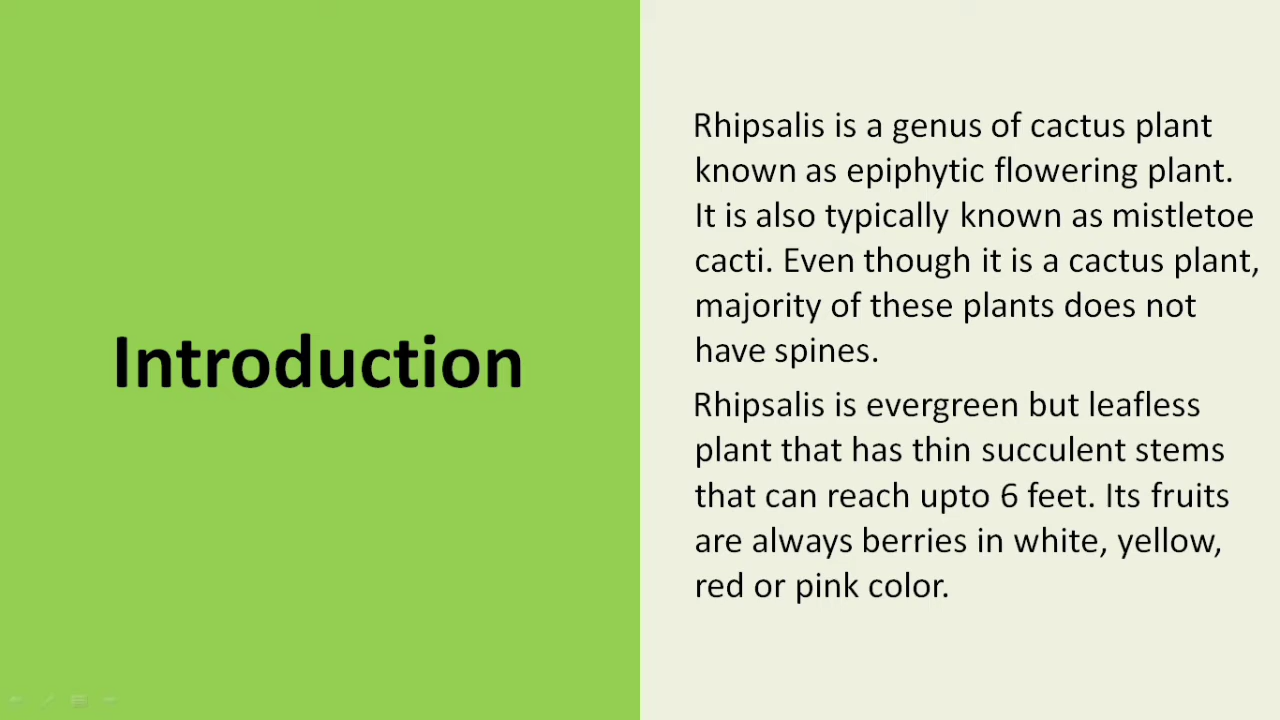 Introduction
Rhipsalis is a genus of cactus plant
known as epiphytic flowering plant.
It is also typically known as mistletoe
cacti. Even though it is a cactus plant,
majority of these plants does not
have spines.
Rhipsalis is evergreen but leafless
plant that has thin succulent stems
that can reach upto 6 feet. Its fruits
are always berries in white, yellow,
red or pink color.